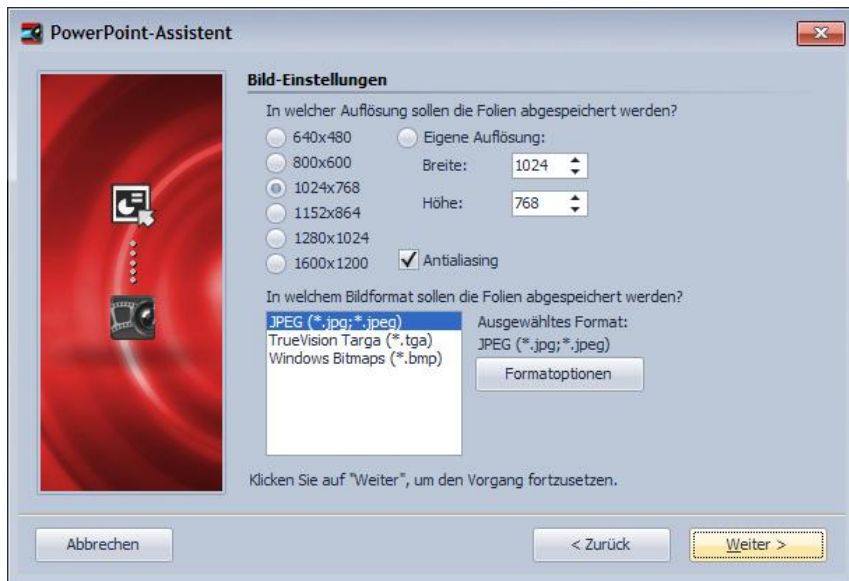 PowerPoint-Assistent
Bild-Einstellungen
In welcher Auflösung sollen die Folien abgespeichert werden?
640x480
Eigene Auflösung:
800x600
Breite:
1024
1024x768
1152x864
Höhe:
768
1280x1024
1600x1200
Antialiasing
In welchem Bildformat sollen die Folien abgespeichert werden?
JPEG (*.jpg;*.jpeg)
TrueVision Targa (*.tga)
Windows Bitmaps (*.bmp)
Ausgewähltes Format:
JPEG (*.jpg;*.jpeg)
Formatoptionen
Klicken Sie auf "Weiter", um den Vorgang fortzusetzen.
Abbrechen
< Zurück
Weiter >